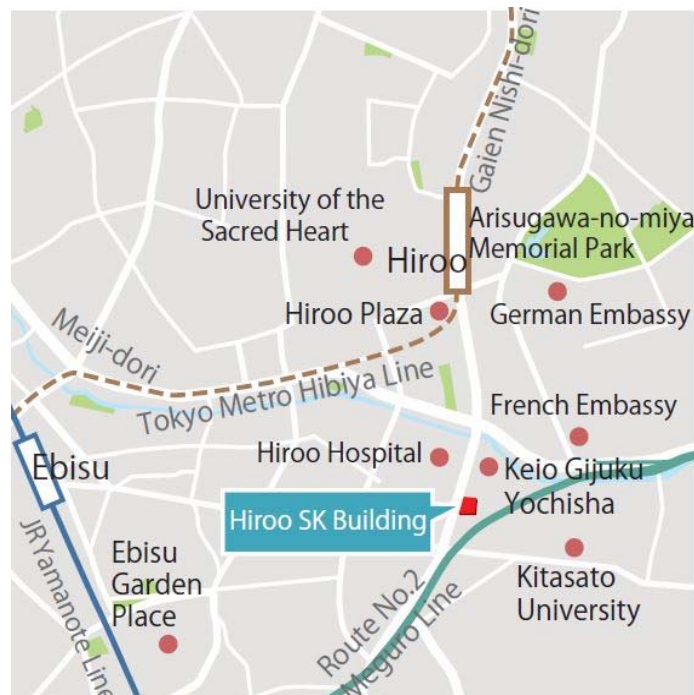 Gaien Nishi-dori
University of the
Sacred Heart
Arisugawa-no-miya
Memorial Park
Hiroo
Hiroo Plaza
German Embassy
Meiji-dori
Tokyo Metro Hibiya Line
French Embassy
Hiroo Hospital
Ebisu
Keio Gijuku
Yochisha
Hiroo SK Building
JRYamanote Line
Ebisu
Garden
Place
Route No.2
Meguro Line
Kitasato
University